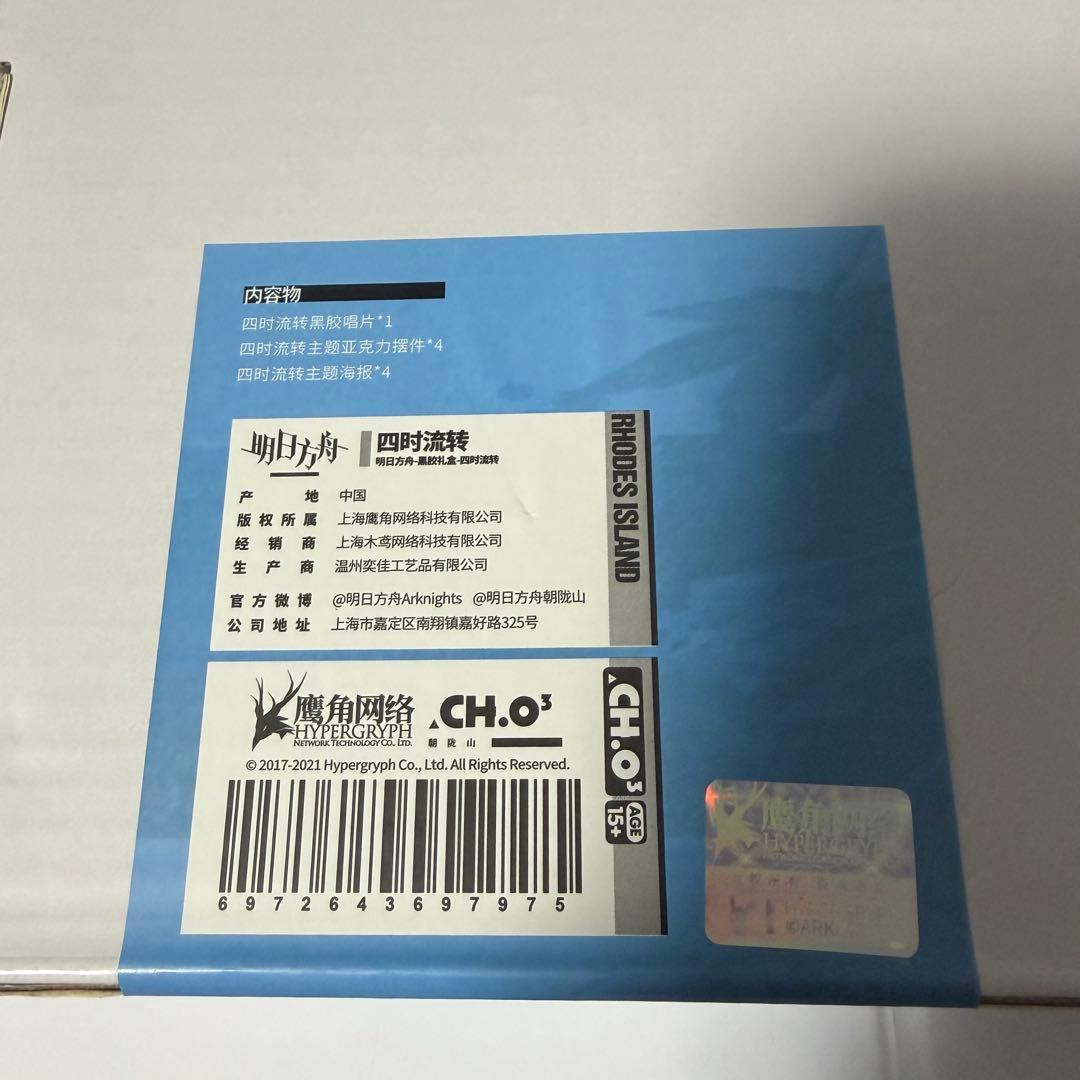 内容物
四时流转黑胶唱片*1
四时流转主题亚克力摆件*4
四时流转主题海报*4
明日方舟
四时流转
明日方舟-黑胶礼盒-四时流转
产地 中国
版权所属 上海鹰角网络科技有限公司
经销商 上海木鸢网络科技有限公司
生产商 温州奕佳工艺品有限公司
官方微博 @明日方舟Arknights @明日方舟朝陇山
公司地址 上海市嘉定区南翔镇嘉好路325号
RHODES ISLAND
鹰角网络
HYPERGRYPH
NETWORK TECHNOLOGY CO., LTD.
CH.O³
朝陇山
© 2017-2021 Hypergryph Co., Ltd. All Rights Reserved.
6972643697975
CH.O³
AGE
15+
鹰角网络
HYPERGRYPH